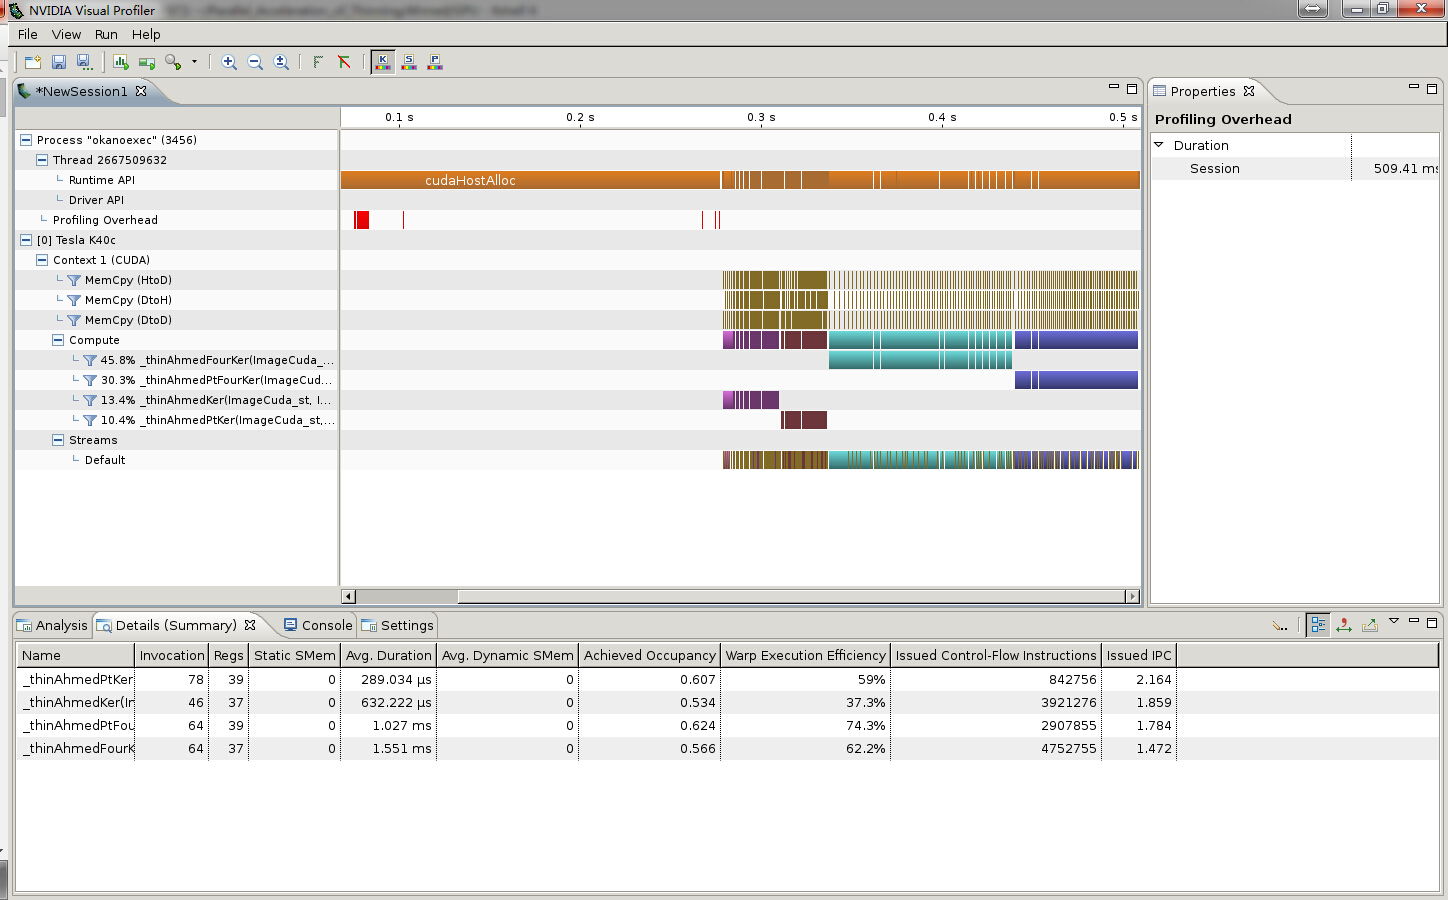 NVIDIA Visual Profiler
File View Run Help
*NewSession1
Properties
0.1 s 0.2 s 0.3 s 0.4 s 0.5 s
Profiling Overhead
Process "okanoexec" (3456)
Duration
Thread 2667509632
Session 509.41 ms
Runtime API cudaHostAlloc
Driver API
Profiling Overhead
[0] Tesla K40c
Context 1 (CUDA)
MemCpy (HtoD)
MemCpy (DtoH)
MemCpy (DtoD)
Compute
45.8% _thinAhmedFourKer(ImageCuda_...
30.3% _thinAhmedPtFourKer(ImageCud...
13.4% _thinAhmedKer(ImageCuda_st, I...
10.4% _thinAhmedPtKer(ImageCuda_st,...
Streams
Default
Analysis Details (Summary) Console Settings
Name Invocation Regs Static SMem Avg. Duration Avg. Dynamic SMem Achieved Occupancy Warp Execution Efficiency Issued Control-Flow Instructions Issued IPC
_thinAhmedPtKer 78 39 0 289.034 µs 0 0.607 59% 842756 2.164
_thinAhmedKer(Ir 46 37 0 632.222 µs 0 0.534 37.3% 3921276 1.859
_thinAhmedPtFou 64 39 0 1.027 ms 0 0.624 74.3% 2907855 1.784
_thinAhmedFourK 64 37 0 1.551 ms 0 0.566 62.2% 4752755 1.472